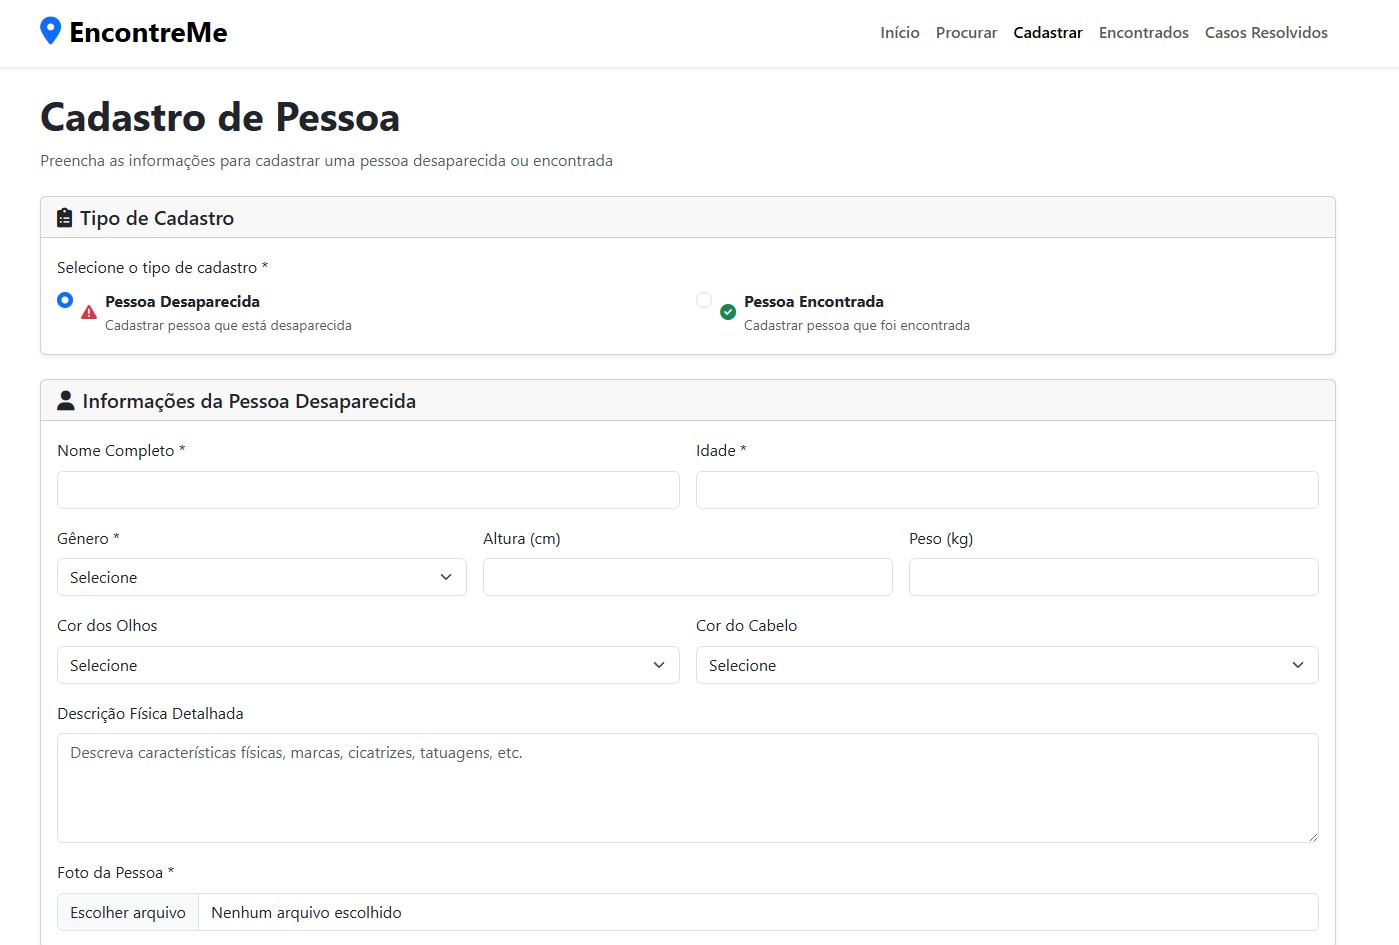 EncontreMe
Início Procurar Cadastrar Encontrados Casos Resolvidos
Cadastro de Pessoa
Preencha as informações para cadastrar uma pessoa desaparecida ou encontrada
Tipo de Cadastro
Selecione o tipo de cadastro *
Pessoa Desaparecida
Cadastrar pessoa que está desaparecida
Pessoa Encontrada
Cadastrar pessoa que foi encontrada
Informações da Pessoa Desaparecida
Nome Completo *
Idade *
Gênero *
Altura (cm)
Peso (kg)
Selecione
Cor dos Olhos
Cor do Cabelo
Selecione
Selecione
Descrição Física Detalhada
Descreva características físicas, marcas, cicatrizes, tatuagens, etc.
Foto da Pessoa *
Escolher arquivo Nenhum arquivo escolhido